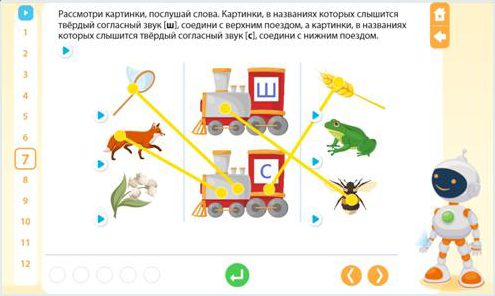 Рассмотри картинки, послушай слова. Картинки, в названиях которых слышится
твёрдый согласный звук [ш], соедини с верхним поездом, а картинки, в названиях
которых слышится твёрдый согласный звук [с], соедини с нижним поездом.
1
2
3
4
5
6
7
8
9
10
11
12
Ш
С